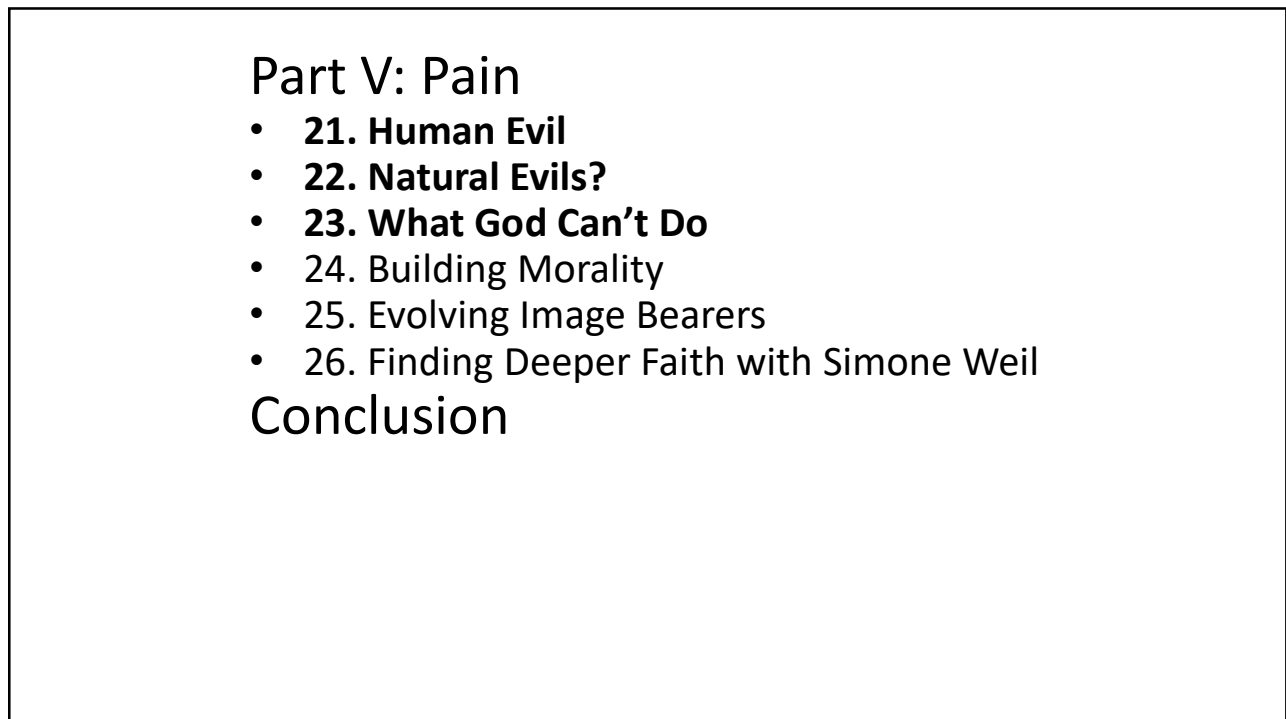 Part V: Pain
• 21. Human Evil
• 22. Natural Evils?
• 23. What God Can’t Do
• 24. Building Morality
• 25. Evolving Image Bearers
• 26. Finding Deeper Faith with Simone Weil
Conclusion